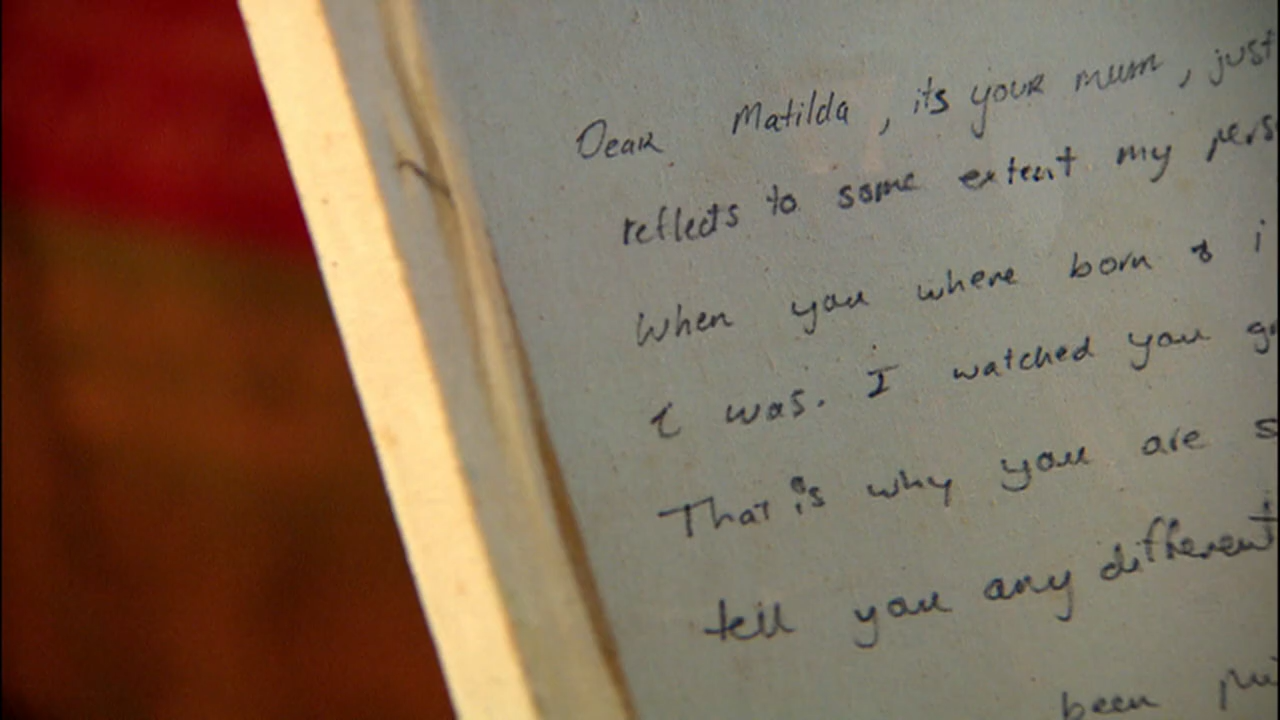 Dear Matilda, its your mum, just
reflects to some extent my pers
When you where born & i
I was. I watched you
That is why you are s
tell you any different
been